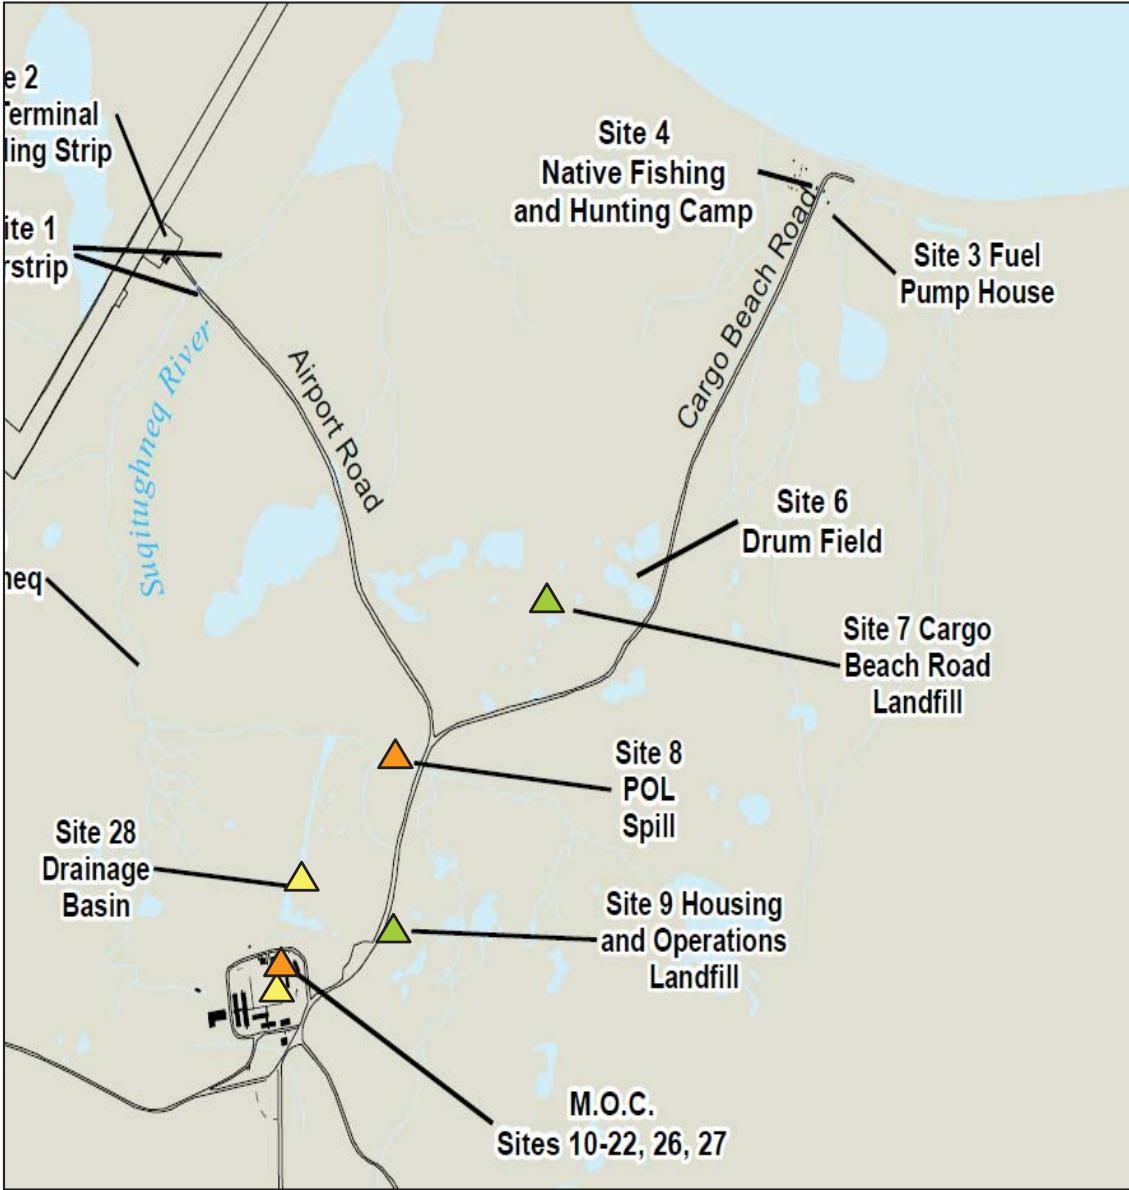 e 2
Terminal
ling Strip
ite 1
rstrip
Site 4
Native Fishing
and Hunting Camp
Site 3 Fuel
Pump House
Cargo Beach Road
Airport Road
Suqitughneq River
Site 6
Drum Field
neq
Site 7 Cargo
Beach Road
Landfill
Site 8
POL
Spill
Site 28
Drainage
Basin
Site 9 Housing
and Operations
Landfill
M.O.C.
Sites 10-22, 26, 27